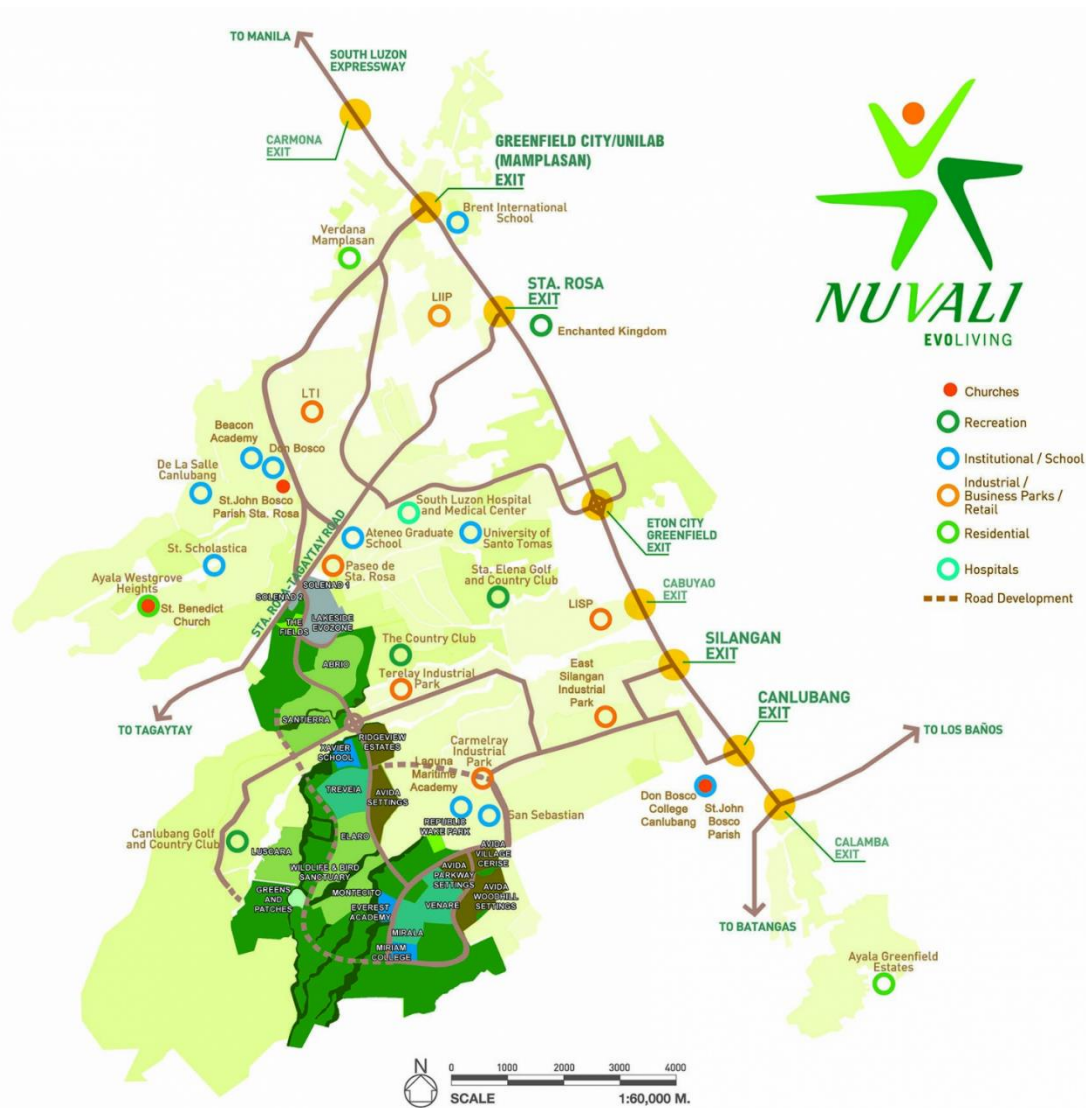 TO MANILA
SOUTH LUZON
EXPRESSWAY
CARMONA
EXIT
GREENFIELD CITY/UNILAB
(MAMPLASAN)
EXIT
Brent International
School
Verdana
Mamplasan
LIIP
STA. ROSA
EXIT
Enchanted Kingdom
NUVALI
EVOLIVING
Churches
Recreation
Institutional / School
Industrial /
Business Parks /
Retail
Residential
Hospitals
Road Development
LTI
Beacon
Academy
Don Bosco
De La Salle
Canlubang
St.John Bosco
Parish Sta. Rosa
South Luzon Hospital
and Medical Center
ETON CITY
GREENFIELD
EXIT
STA. ROSA-TAGAYTAY ROAD
Ateneo Graduate
School
University of
Santo Tomas
St. Scholastica
Paseo de
Sta. Rosa
Sta. Elena Golf
and Country Club
CABUYAO
EXIT
Ayala Westgrove
Heights
St. Benedict
Church
SOLENAD 1
SOLENAD 2
THE
FIELDS
LAKESIDE
EVOZONE
LISP
The Country Club
ABRIO
Terelay Industrial
Park
East
Silangan
Industrial
Park
SILANGAN
EXIT
CANLUBANG
EXIT
TO TAGAYTAY
SANTIERRA
TO LOS BAÑOS
RIDGEVIEW
ESTATES
XAVIER
SCHOOL
Carmelray
Industrial
Park
Laguna
Maritime
Academy
TREVEIA
AVIDA
SETTINGS
San Sebastian
Don Bosco
College
Canlubang
St.John
Bosco
Parish
REPUBLIC
WAKE PARK
Canlubang Golf
and Country Club
ELARO
LUSCARA
CALAMBA
EXIT
AVIDA
VILLAGE
CERISE
WILDLIFE & BIRD
SANCTUARY
AVIDA
PARKWAY
SETTINGS
GREENS
AND
PATCHES
MONTECITO
AVIDA
WOODHILL
SETTINGS
EVEREST
ACADEMY
VENARE
MIRALA
TO BATANGAS
MIRIAM
COLLEGE
Ayala Greenfield
Estates
N
0 1000 2000 3000 4000
SCALE 1:60,000 M.